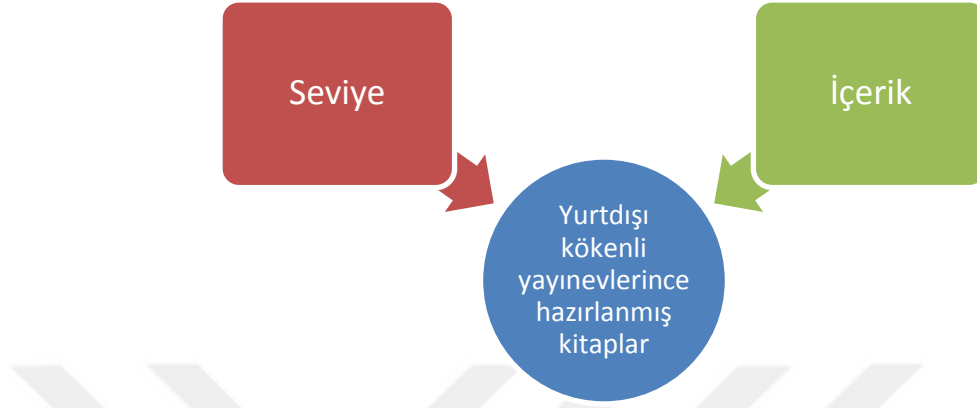 Seviye
İçerik
Yurtdışı
kökenli
yayınevlerince
hazırlanmış
kitaplar